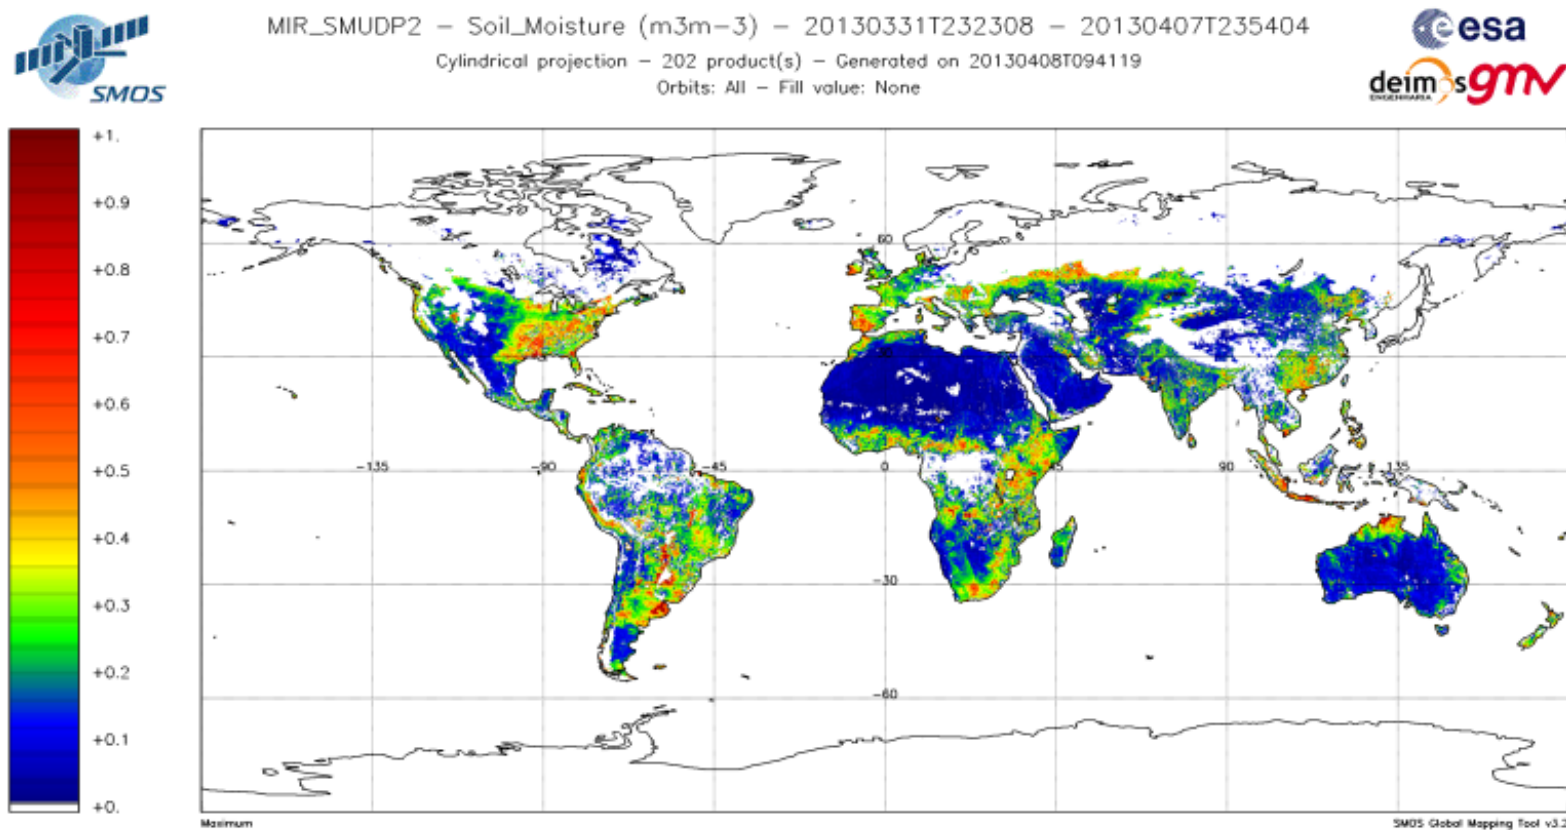 MIR_SMUDP2 - Soil_Moisture (m3m-3) - 20130331T232308 - 20130407T235404
Cylindrical projection - 202 product(s) - Generated on 20130408T094119
Orbits: All - Fill value: None
SMOS
esa
deimos
ENGENHARIA
gmv
+1.
+0.9
+0.8
+0.7
+0.6
+0.5
+0.4
+0.3
+0.2
+0.1
+0.
60
-135
-90
-45
0
45
90
135
-30
-60
Maximum
SMOS Global Mapping Tool